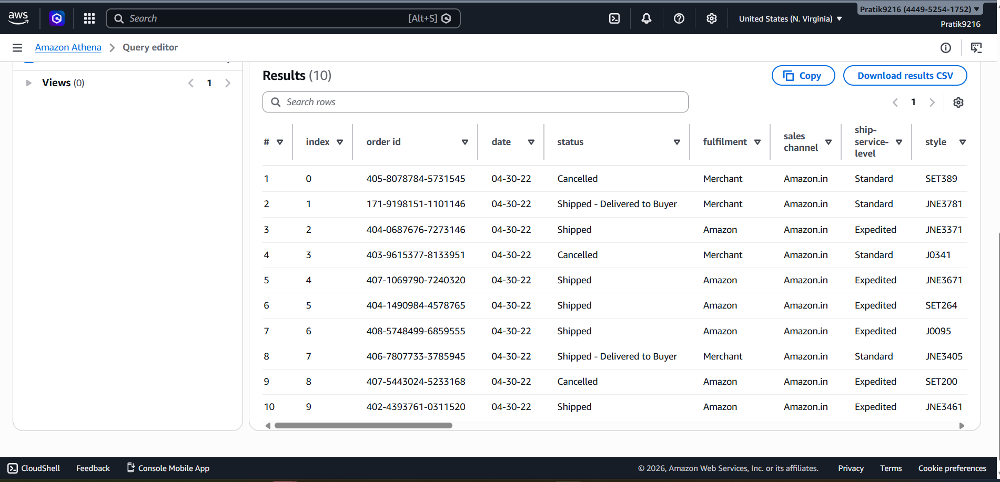 aws
Search [Alt+S]
United States (N. Virginia)
Pratik9216 (4449-5254-1752)
Pratik9216
Amazon Athena > Query editor
Views (0) 1
Results (10)
Copy
Download results CSV
Search rows
1
# index order id date status fulfilment sales channel ship-service-level style
1 0 405-8078784-5731545 04-30-22 Cancelled Merchant Amazon.in Standard SET389
2 1 171-9198151-1101146 04-30-22 Shipped - Delivered to Buyer Merchant Amazon.in Standard JNE3781
3 2 404-0687676-7273146 04-30-22 Shipped Amazon Amazon.in Expedited JNE3371
4 3 403-9615377-8133951 04-30-22 Cancelled Merchant Amazon.in Standard J0341
5 4 407-1069790-7240320 04-30-22 Shipped Amazon Amazon.in Expedited JNE3671
6 5 404-1490984-4578765 04-30-22 Shipped Amazon Amazon.in Expedited SET264
7 6 408-5748499-6859555 04-30-22 Shipped Amazon Amazon.in Expedited J0095
8 7 406-7807733-3785945 04-30-22 Shipped - Delivered to Buyer Merchant Amazon.in Standard JNE3405
9 8 407-5443024-5233168 04-30-22 Cancelled Amazon Amazon.in Expedited SET200
10 9 402-4393761-0311520 04-30-22 Shipped Amazon Amazon.in Expedited JNE3461
CloudShell Feedback Console Mobile App © 2026, Amazon Web Services, Inc. or its affiliates. Privacy Terms Cookie preferences